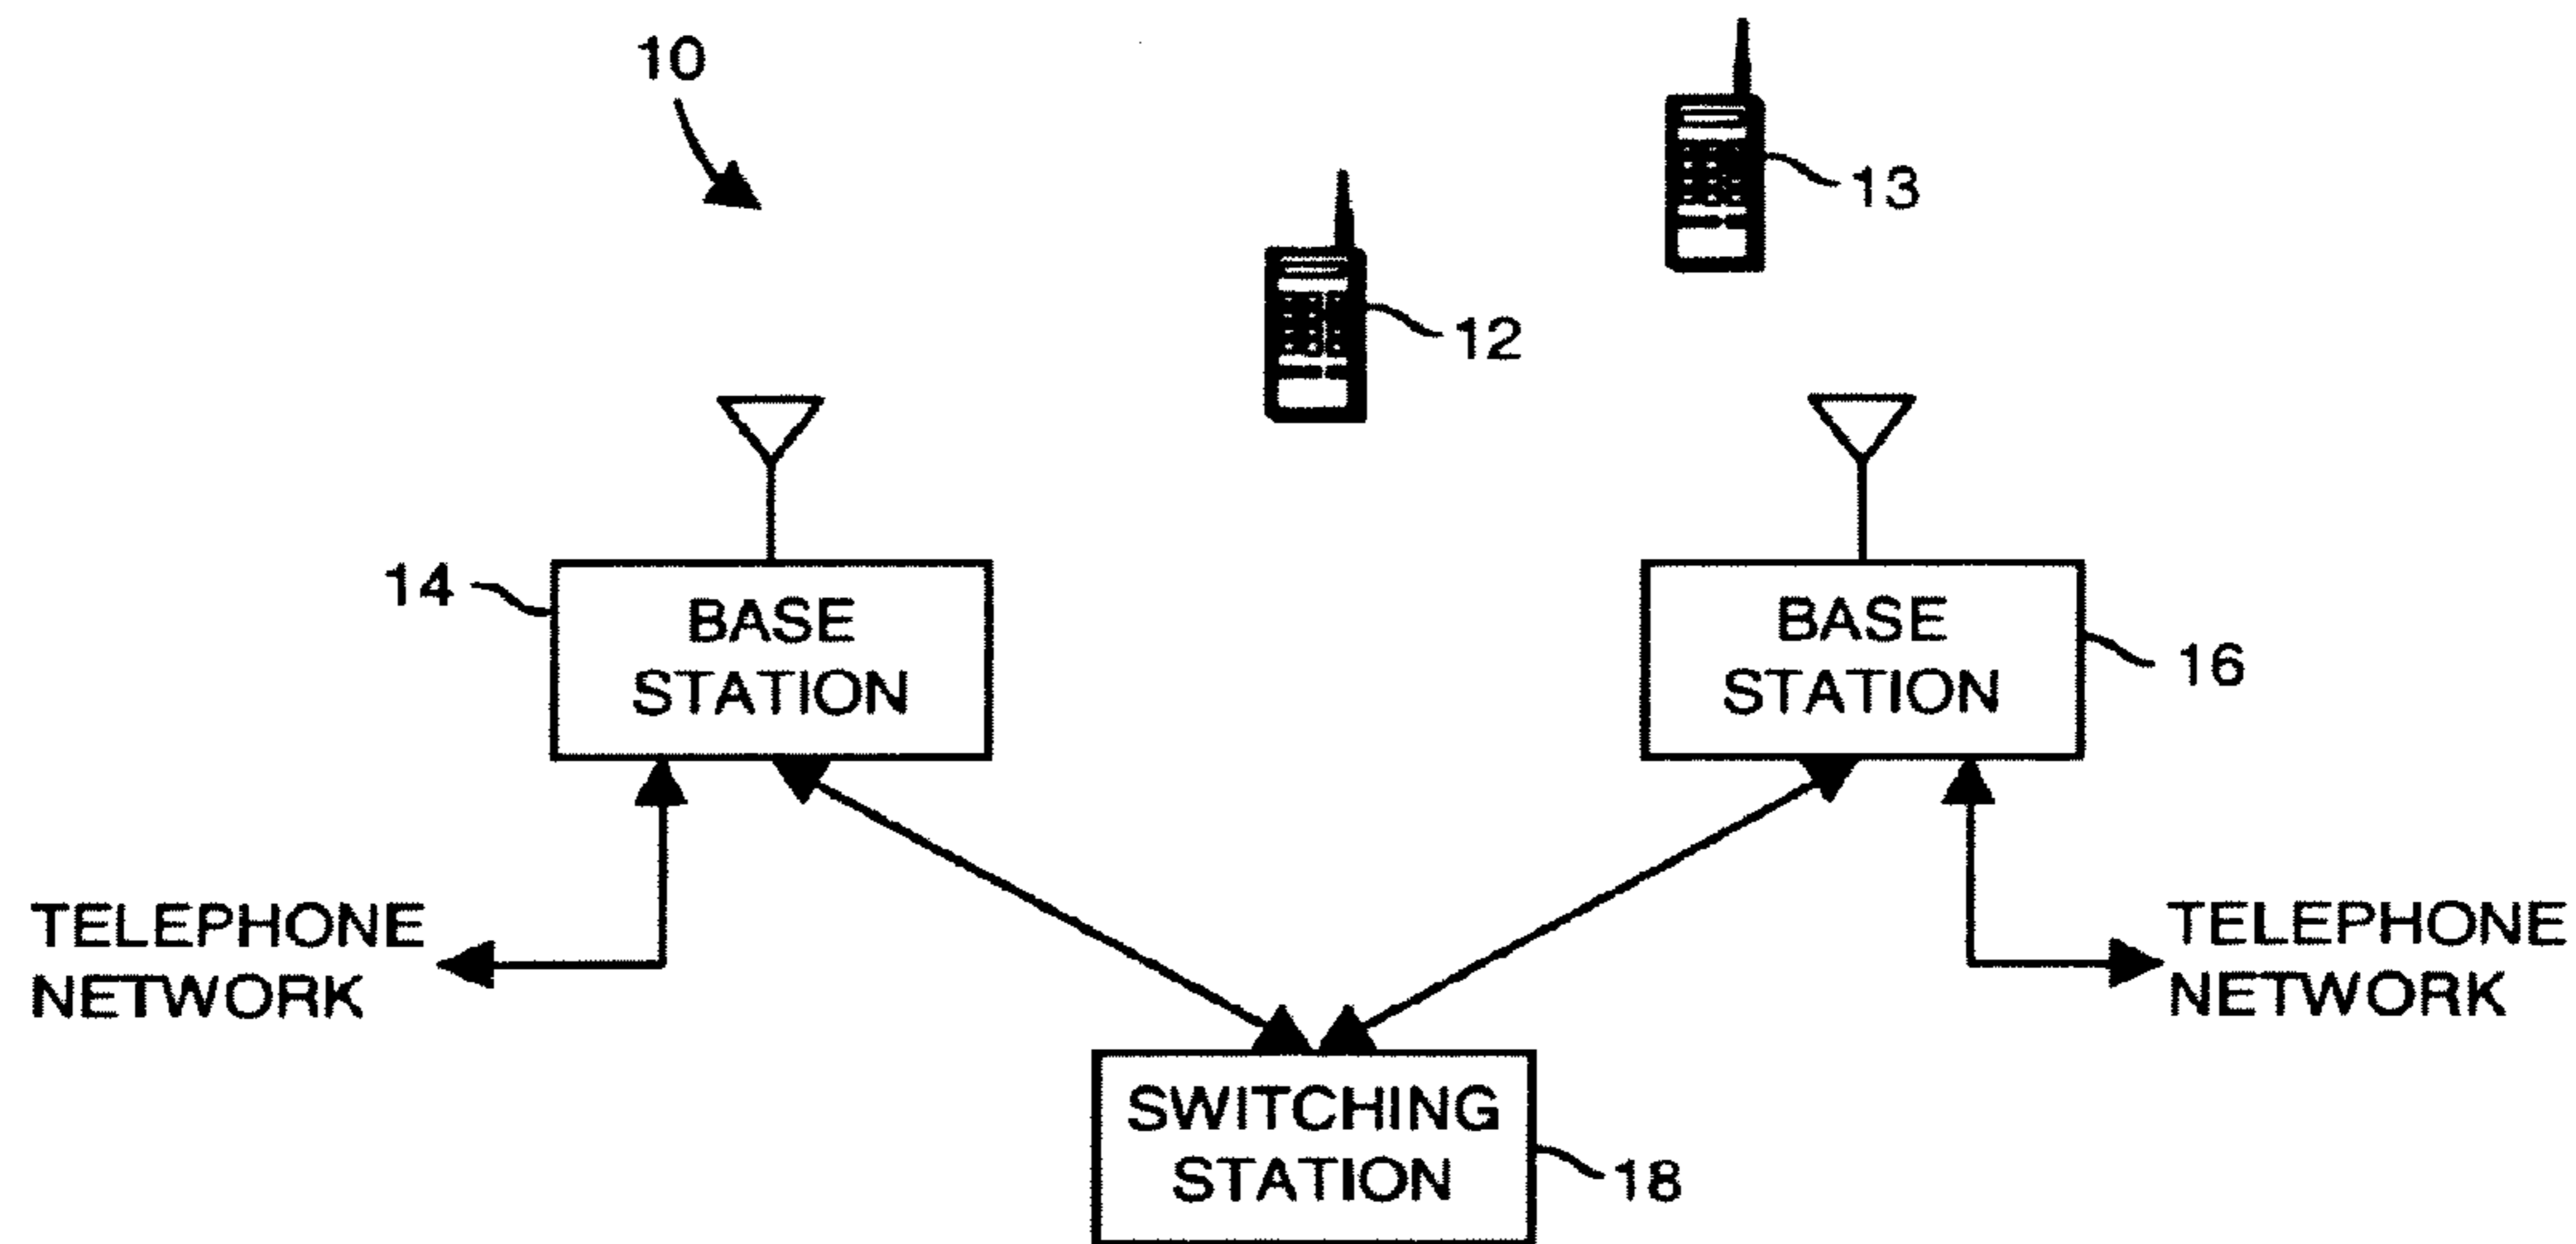 10
13
12
14
BASE
STATION
BASE
STATION
16
TELEPHONE
NETWORK
TELEPHONE
NETWORK
SWITCHING
STATION
18